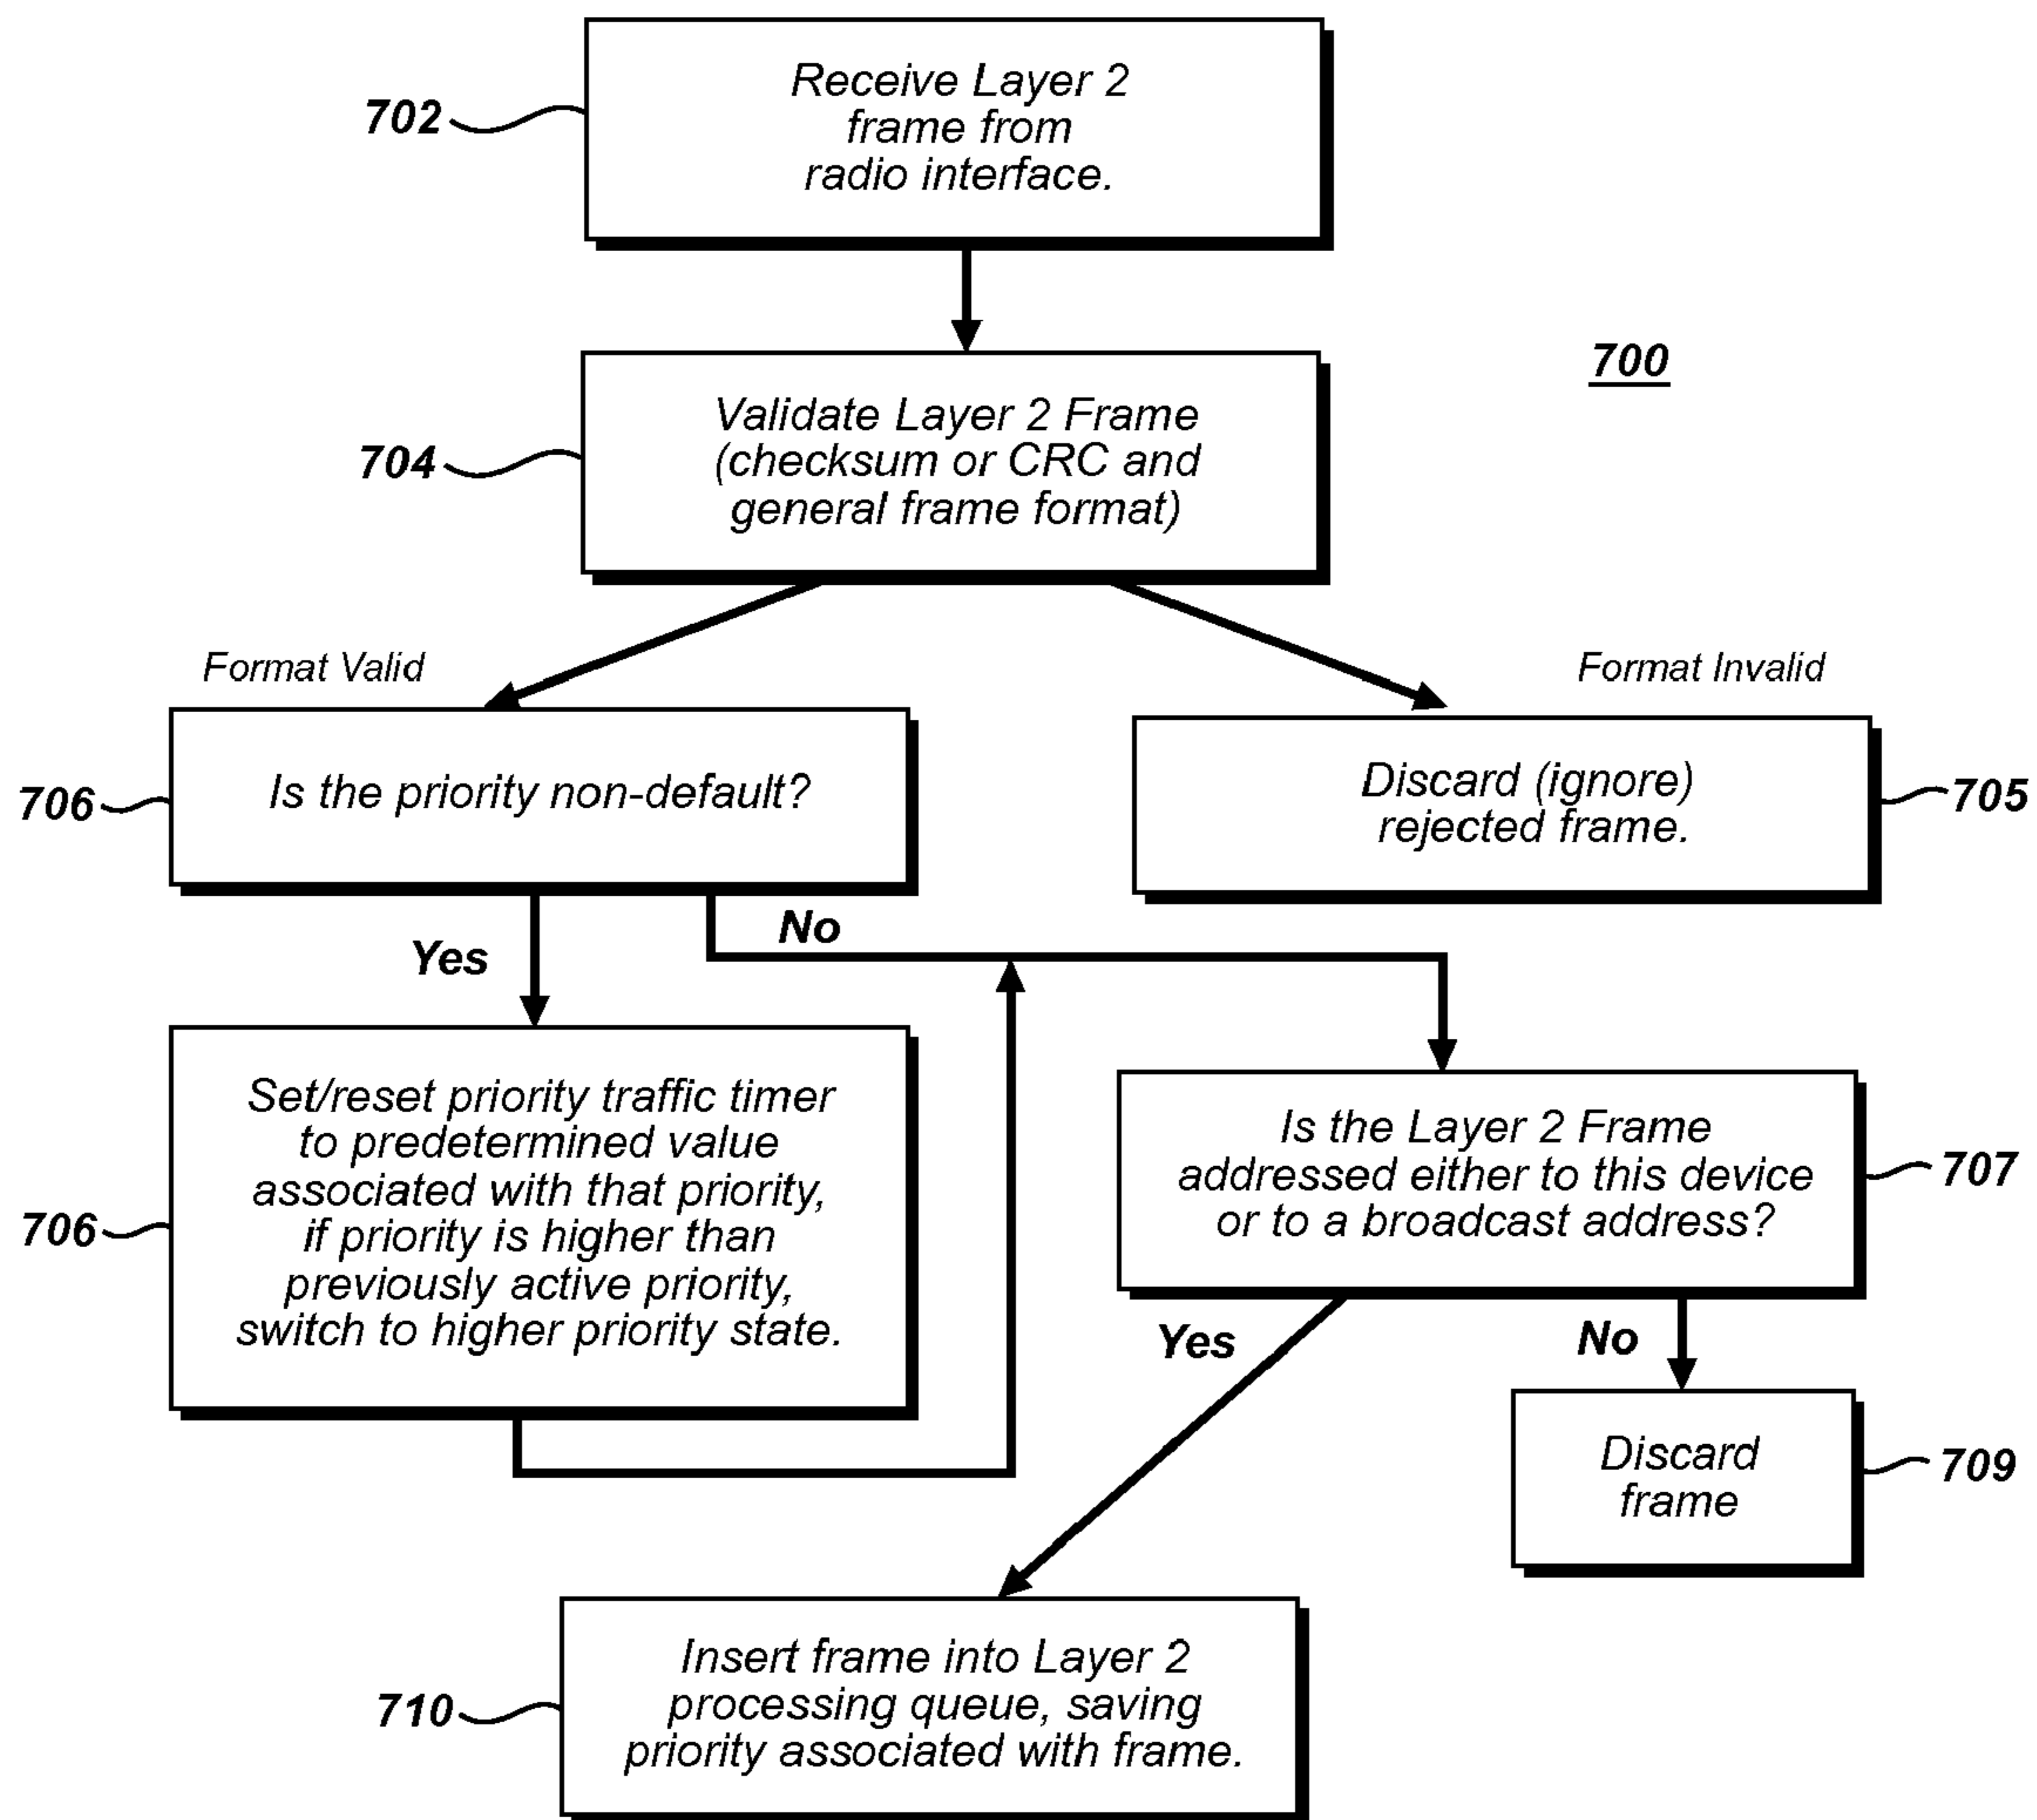 Receive Layer 2
frame from
radio interface.
702
700
Validate Layer 2 Frame
(checksum or CRC and
general frame format)
704
Format Valid
Format Invalid
Is the priority non-default?
706
Discard (ignore)
rejected frame.
705
No
Yes
Set/reset priority traffic timer
to predetermined value
associated with that priority,
if priority is higher than
previously active priority,
switch to higher priority state.
706
Is the Layer 2 Frame
addressed either to this device
or to a broadcast address?
707
Yes
No
Discard
frame
709
Insert frame into Layer 2
processing queue, saving
priority associated with frame.
710